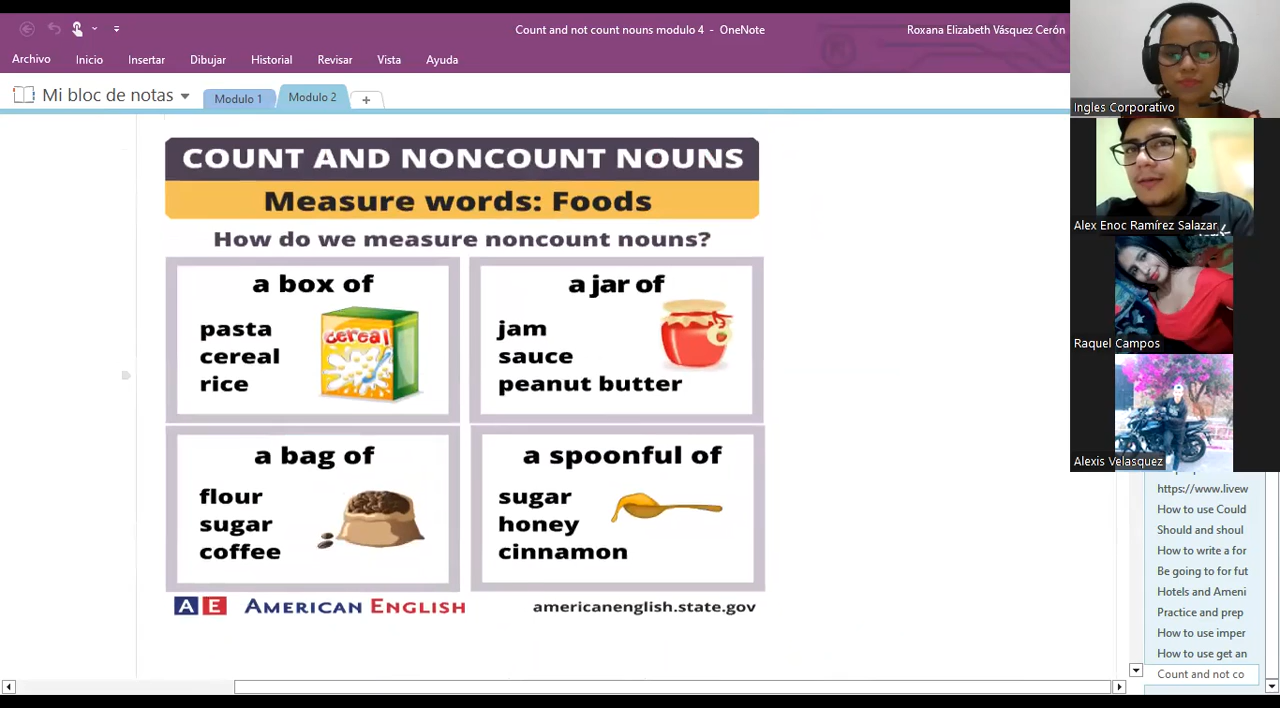 Count and not count nouns modulo 4 - OneNote
Roxana Elizabeth Vásquez Cerón
Archivo Inicio Insertar Dibujar Historial Revisar Vista Ayuda
Mi bloc de notas
Modulo 1
Modulo 2
COUNT AND NONCOUNT NOUNS
Measure words: Foods
How do we measure noncount nouns?
a box of
pasta
cereal
rice
cereal
a jar of
jam
sauce
peanut butter
a bag of
flour
sugar
coffee
a spoonful of
sugar
honey
cinnamon
AE AMERICAN ENGLISH
americanenglish.state.gov
Ingles Corporativo
Alex Enoc Ramírez Salazar
Raquel Campos
Alexis Velasquez
https://www.livew
How to use Could
Should and shoul
How to write a for
Be going to for fut
Hotels and Ameni
Practice and prep
How to use imper
How to use get an
Count and not co